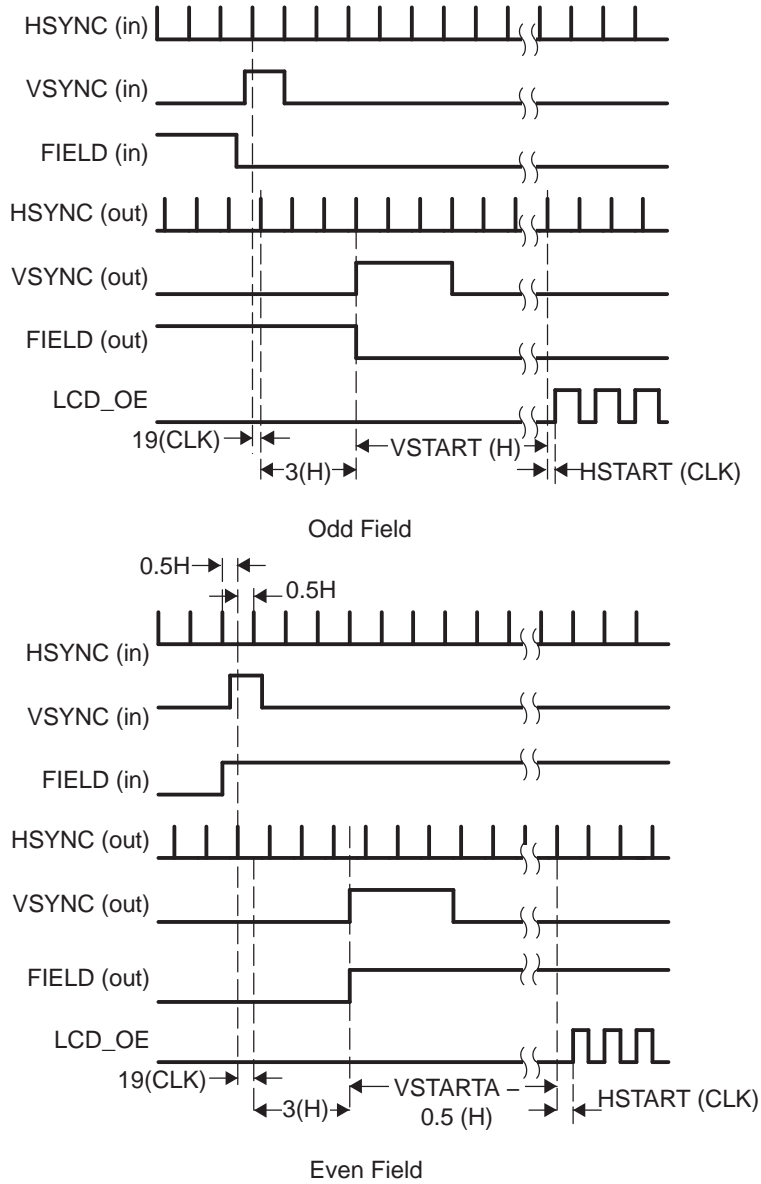 HSYNC (in)
VSYNC (in)
FIELD (in)
HSYNC (out)
VSYNC (out)
FIELD (out)
LCD_OE
19(CLK)
VSTART (H)
3(H)
HSTART (CLK)
Odd Field
0.5H
0.5H
HSYNC (in)
VSYNC (in)
FIELD (in)
HSYNC (out)
VSYNC (out)
FIELD (out)
LCD_OE
19(CLK)
VSTARTA –
0.5 (H)
3(H)
HSTART (CLK)
Even Field